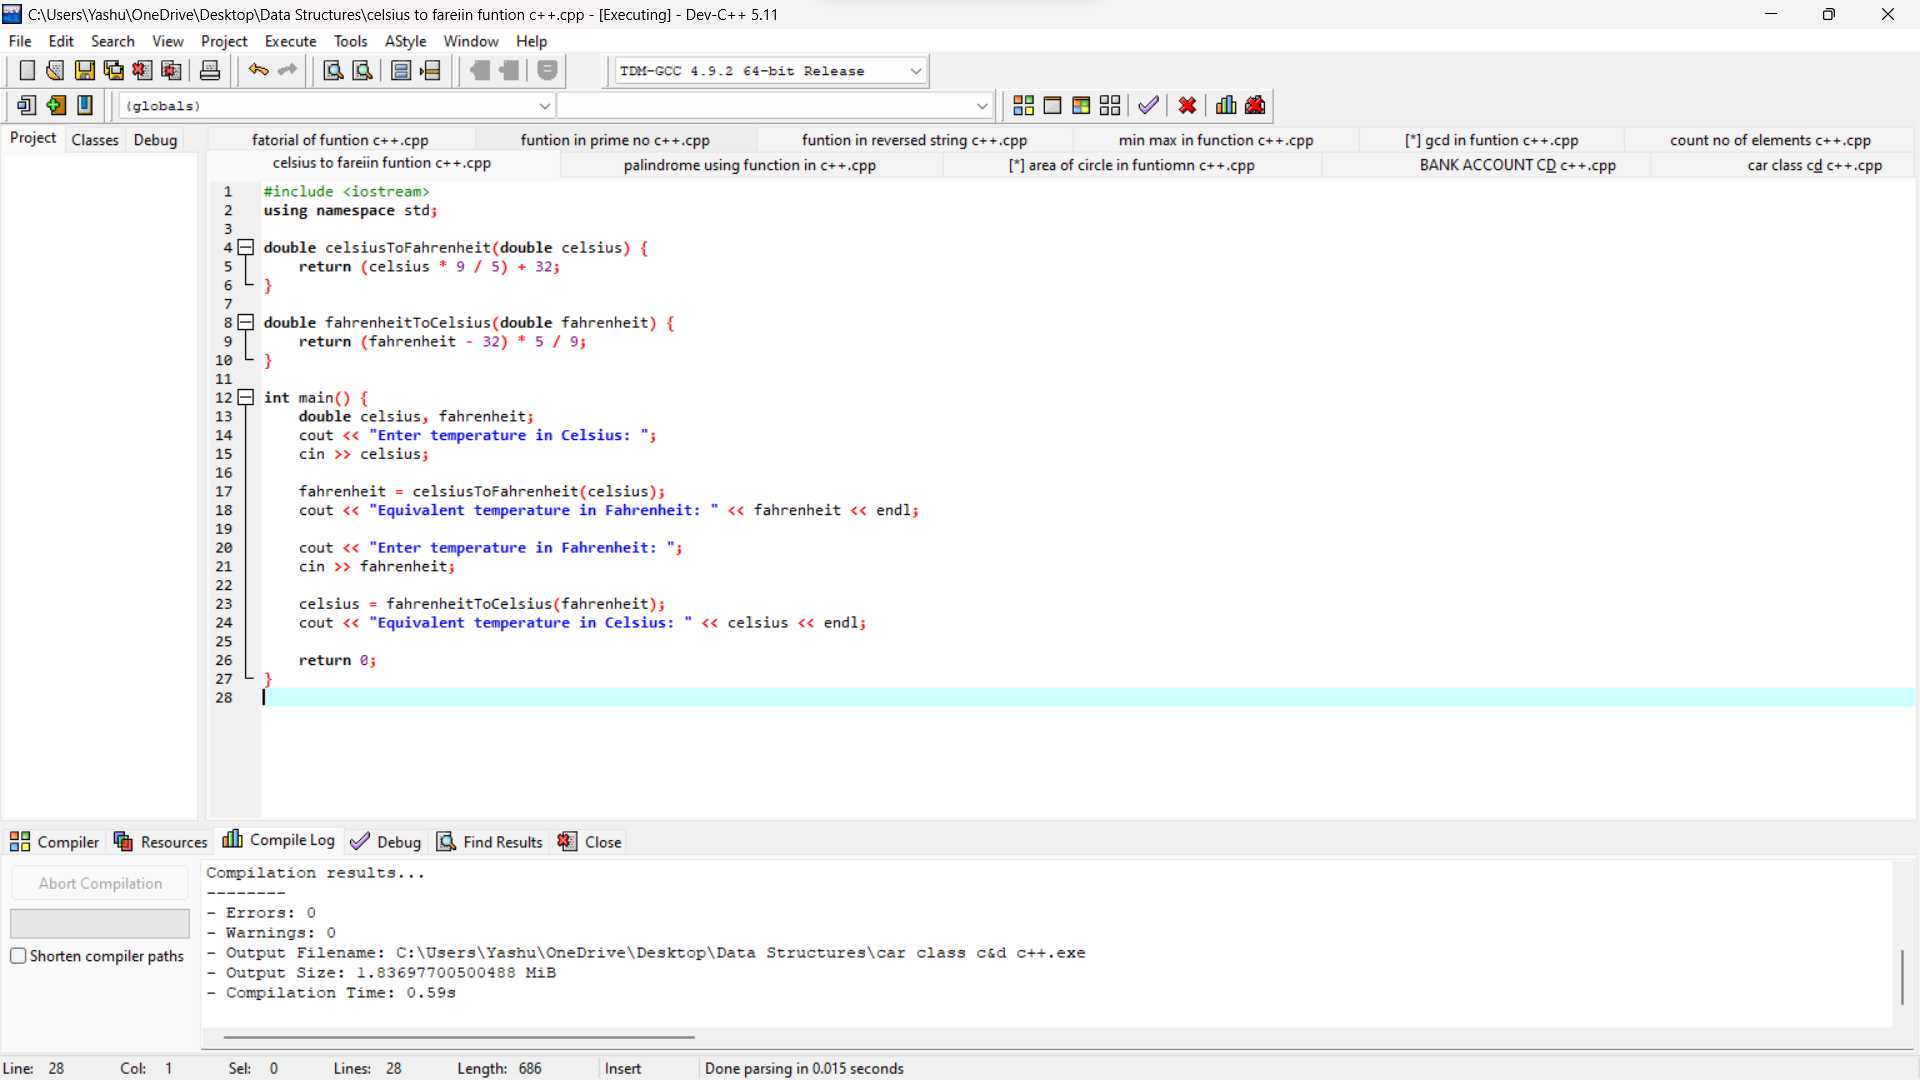 C:\Users\Yashu\OneDrive\Desktop\Data Structures\celsius to fareiin funtion c++.cpp - [Executing] - Dev-C++ 5.11
File Edit Search View Project Execute Tools AStyle Window Help
TDM-GCC 4.9.2 64-bit Release
(globals)
Project Classes Debug
fatorial of funtion c++.cpp funtion in prime no c++.cpp funtion in reversed string c++.cpp min max in function c++.cpp [*] gcd in funtion c++.cpp count no of elements c++.cpp
celsius to fareiin funtion c++.cpp palindrome using function in c++.cpp [*] area of circle in funtiomn c++.cpp BANK ACCOUNT CD c++.cpp car class cd c++.cpp
1 #include <iostream>
2 using namespace std;
3
4 double celsiusToFahrenheit(double celsius) {
5     return (celsius * 9 / 5) + 32;
6 }
7
8 double fahrenheitToCelsius(double fahrenheit) {
9     return (fahrenheit - 32) * 5 / 9;
10 }
11
12 int main() {
13     double celsius, fahrenheit;
14     cout << "Enter temperature in Celsius: ";
15     cin >> celsius;
16
17     fahrenheit = celsiusToFahrenheit(celsius);
18     cout << "Equivalent temperature in Fahrenheit: " << fahrenheit << endl;
19
20     cout << "Enter temperature in Fahrenheit: ";
21     cin >> fahrenheit;
22
23     celsius = fahrenheitToCelsius(fahrenheit);
24     cout << "Equivalent temperature in Celsius: " << celsius << endl;
25
26     return 0;
27 }
28
Compiler Resources Compile Log Debug Find Results Close
Abort Compilation
Shorten compiler paths
Compilation results...
--------
- Errors: 0
- Warnings: 0
- Output Filename: C:\Users\Yashu\OneDrive\Desktop\Data Structures\car class c&d c++.exe
- Output Size: 1.83697700500488 MiB
- Compilation Time: 0.59s
Line: 28 Col: 1 Sel: 0 Lines: 28 Length: 686 Insert Done parsing in 0.015 seconds